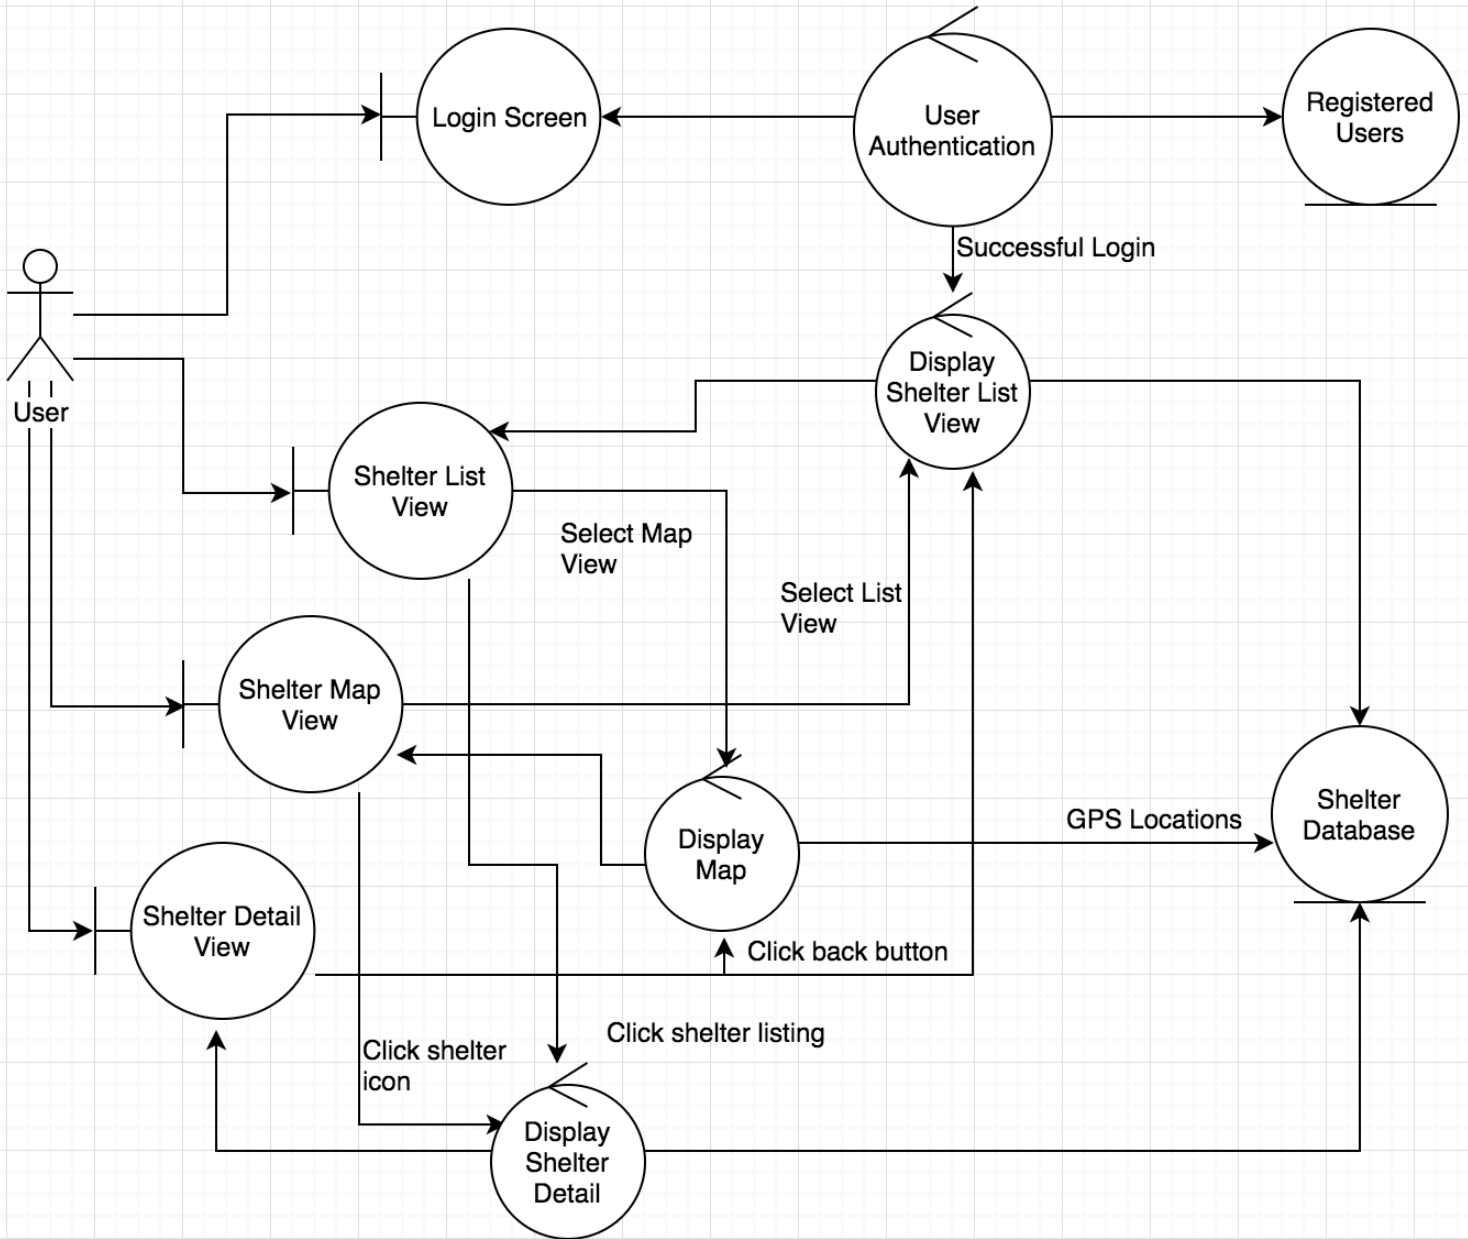 Login Screen
User
Authentication
Registered
Users
Successful Login
Display
Shelter List
View
User
Shelter List
View
Select Map
View
Select List
View
Shelter Map
View
Display
Map
GPS Locations
Shelter
Database
Shelter Detail
View
Click back button
Click shelter listing
Click shelter
icon
Display
Shelter
Detail